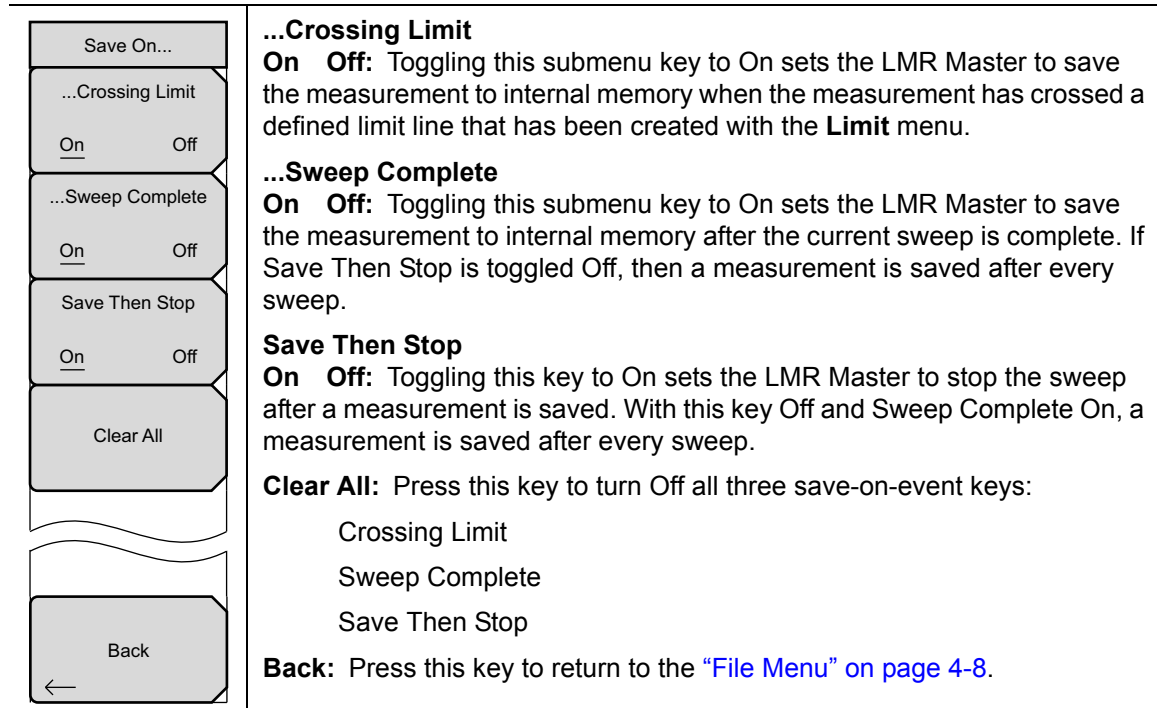 Save On...
...Crossing Limit
On Off
...Sweep Complete
On Off
Save Then Stop
On Off
Clear All
Back
...Crossing Limit
On Off: Toggling this submenu key to On sets the LMR Master to save
the measurement to internal memory when the measurement has crossed a
defined limit line that has been created with the Limit menu.
...Sweep Complete
On Off: Toggling this submenu key to On sets the LMR Master to save
the measurement to internal memory after the current sweep is complete. If
Save Then Stop is toggled Off, then a measurement is saved after every
sweep.
Save Then Stop
On Off: Toggling this key to On sets the LMR Master to stop the sweep
after a measurement is saved. With this key Off and Sweep Complete On, a
measurement is saved after every sweep.
Clear All: Press this key to turn Off all three save-on-event keys:
Crossing Limit
Sweep Complete
Save Then Stop
Back: Press this key to return to the “File Menu” on page 4-8.